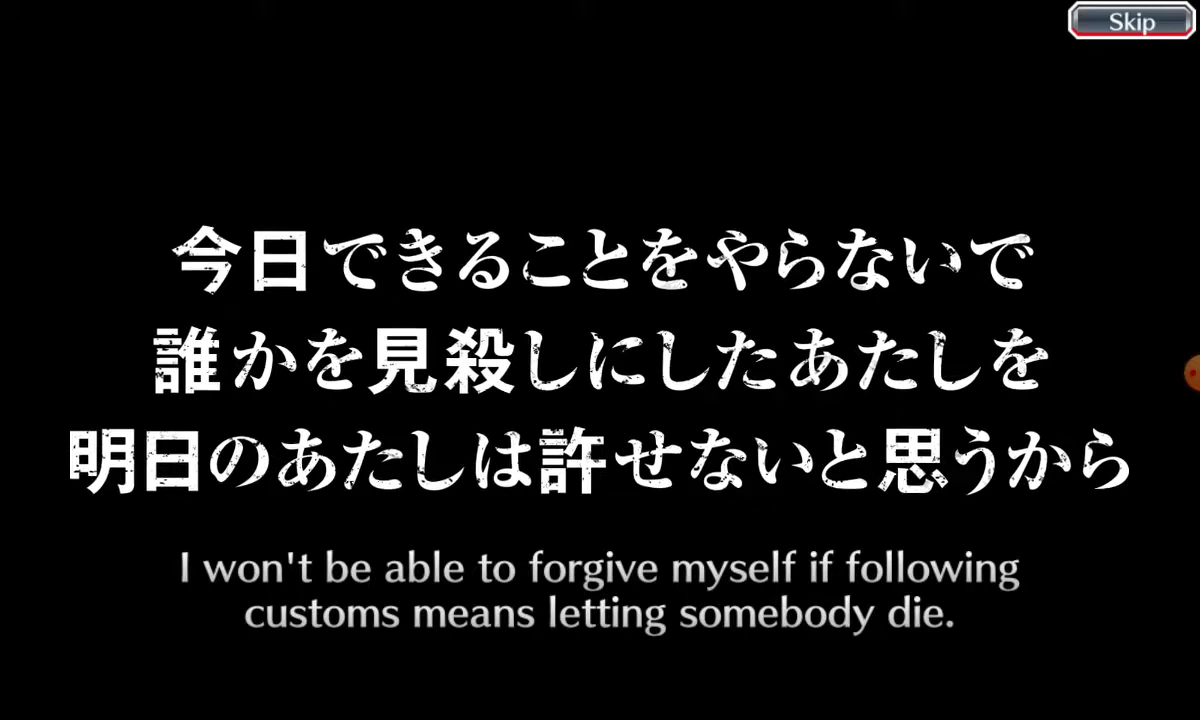 Skip
今日できることをやらないで
誰かを見殺しにしたあたしを
明日のあたしは許せないと思うから
I won't be able to forgive myself if following
customs means letting somebody die.